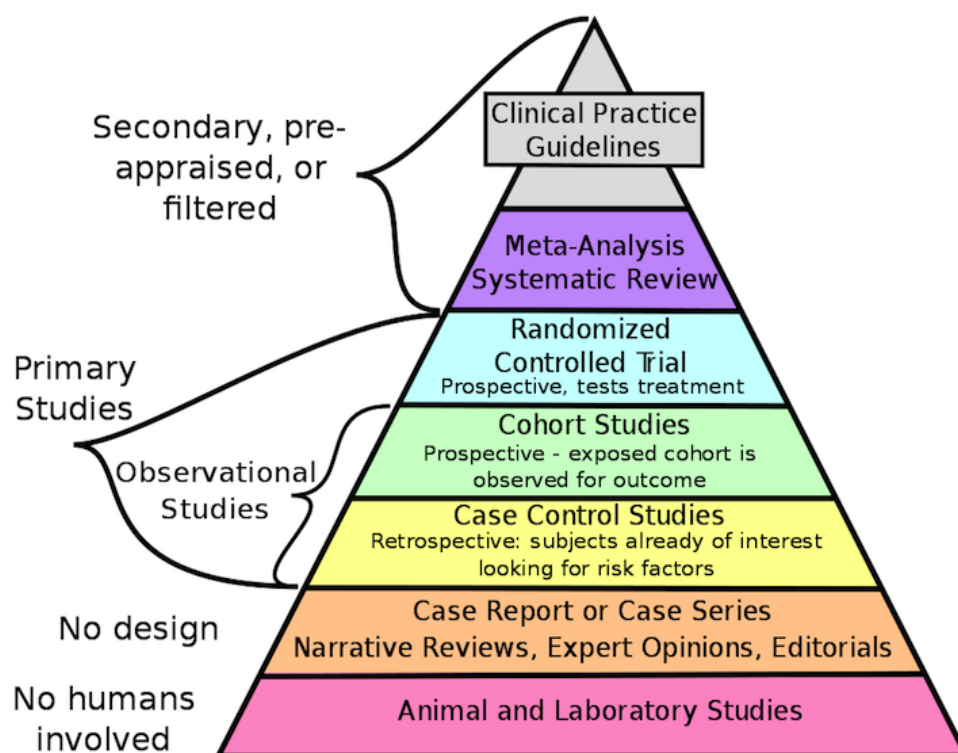 Clinical Practice
Guidelines
Secondary, pre-
appraised, or
filtered
Meta-Analysis
Systematic Review
Randomized
Controlled Trial
Prospective, tests treatment
Primary
Studies
Cohort Studies
Prospective - exposed cohort is
observed for outcome
Observational
Studies
Case Control Studies
Retrospective: subjects already of interest
looking for risk factors
No design
Case Report or Case Series
Narrative Reviews, Expert Opinions, Editorials
No humans
involved
Animal and Laboratory Studies